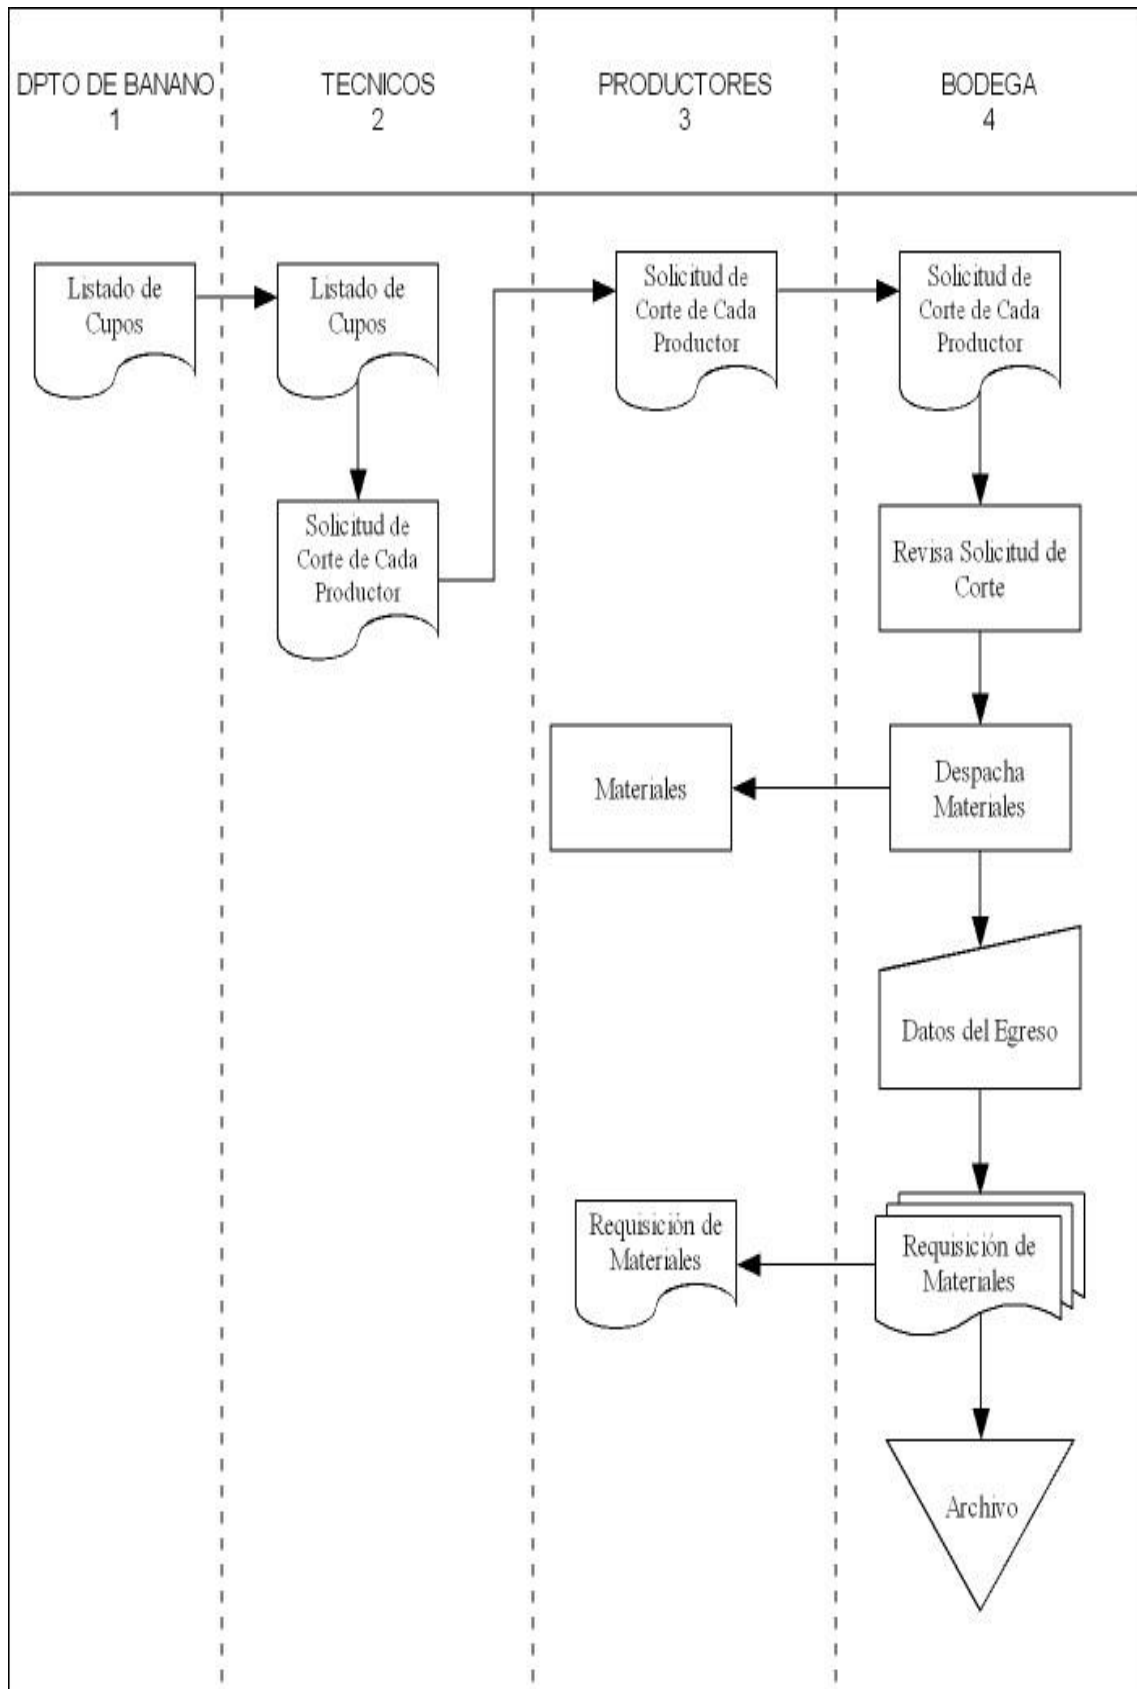 DPTO DE BANANO
1
TECNICOS
2
PRODUCTORES
3
BODEGA
4
Listado de
Cupos
Listado de
Cupos
Solicitud de
Corte de Cada
Productor
Solicitud de
Corte de Cada
Productor
Solicitud de
Corte de Cada
Productor
Revisa Solicitud de
Corte
Materiales
Despacha
Materiales
Datos del Egreso
Requisición de
Materiales
Requisición de
Materiales
Archivo